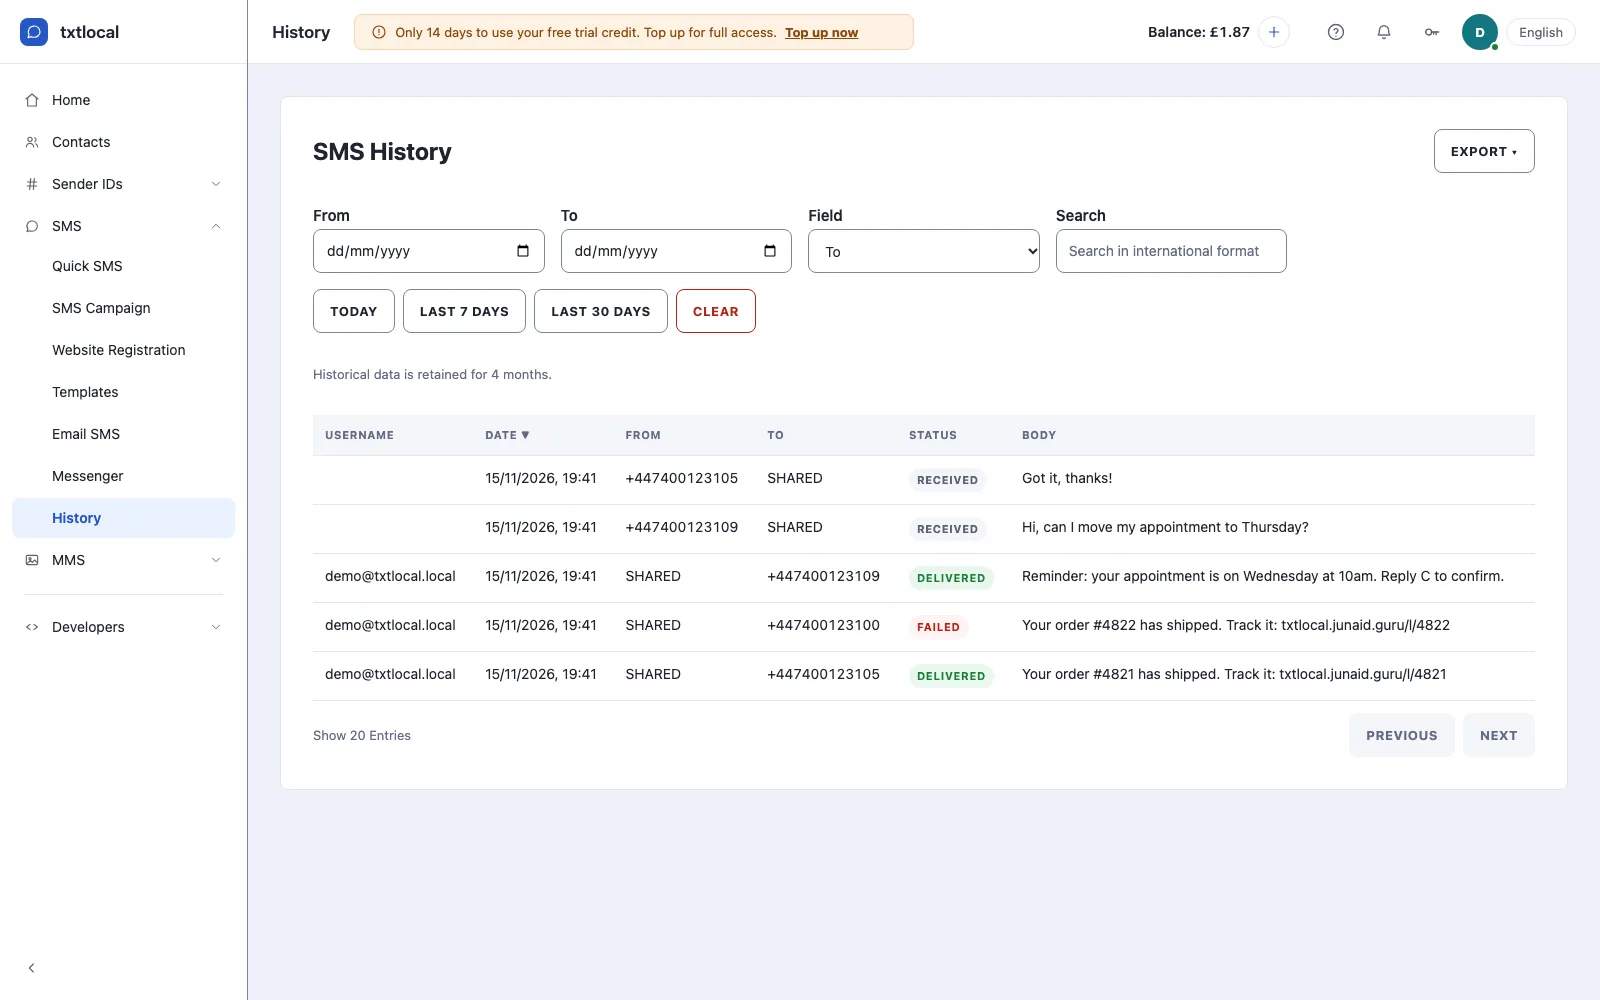 txtlocal
History
Only 14 days to use your free trial credit. Top up for full access. Top up now
Balance: £1.87
D
English
Home
Contacts
Sender IDs
SMS
Quick SMS
SMS Campaign
Website Registration
Templates
Email SMS
Messenger
History
MMS
Developers
SMS History
EXPORT
From
To
Field
Search
dd/mm/yyyy
dd/mm/yyyy
To
Search in international format
TODAY
LAST 7 DAYS
LAST 30 DAYS
CLEAR
Historical data is retained for 4 months.
USERNAME DATE FROM TO STATUS BODY
15/11/2026, 19:41 +447400123105 SHARED RECEIVED Got it, thanks!
15/11/2026, 19:41 +447400123109 SHARED RECEIVED Hi, can I move my appointment to Thursday?
demo@txtlocal.local 15/11/2026, 19:41 SHARED +447400123109 DELIVERED Reminder: your appointment is on Wednesday at 10am. Reply C to confirm.
demo@txtlocal.local 15/11/2026, 19:41 SHARED +447400123100 FAILED Your order #4822 has shipped. Track it: txtlocal.junaid.guru/l/4822
demo@txtlocal.local 15/11/2026, 19:41 SHARED +447400123105 DELIVERED Your order #4821 has shipped. Track it: txtlocal.junaid.guru/l/4821
Show 20 Entries
PREVIOUS
NEXT